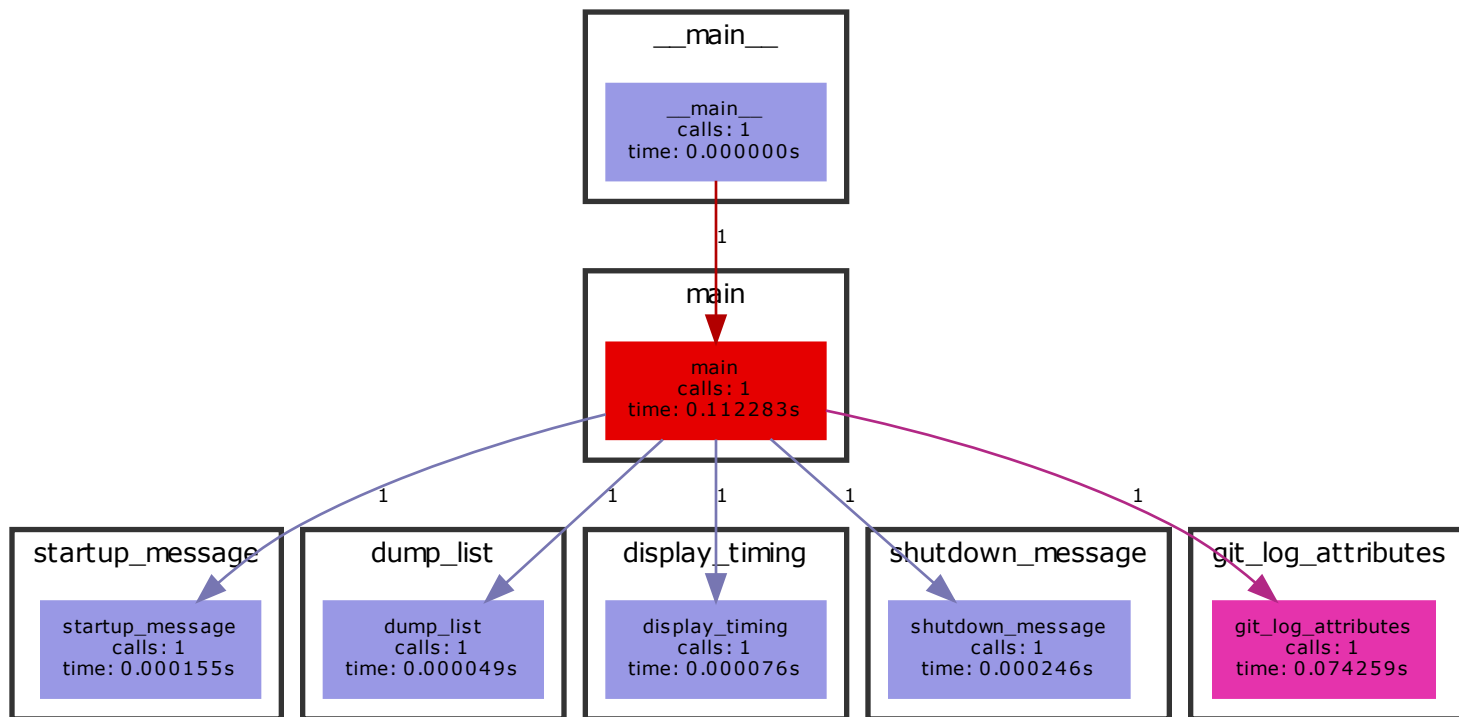 __main__
__main__
calls: 1
time: 0.000000s
1
main
main
calls: 1
time: 0.112283s
1
1
1
1
1
startup_message
startup_message
calls: 1
time: 0.000155s
dump_list
dump_list
calls: 1
time: 0.000049s
display_timing
display_timing
calls: 1
time: 0.000076s
shutdown_message
shutdown_message
calls: 1
time: 0.000246s
git_log_attributes
git_log_attributes
calls: 1
time: 0.074259s